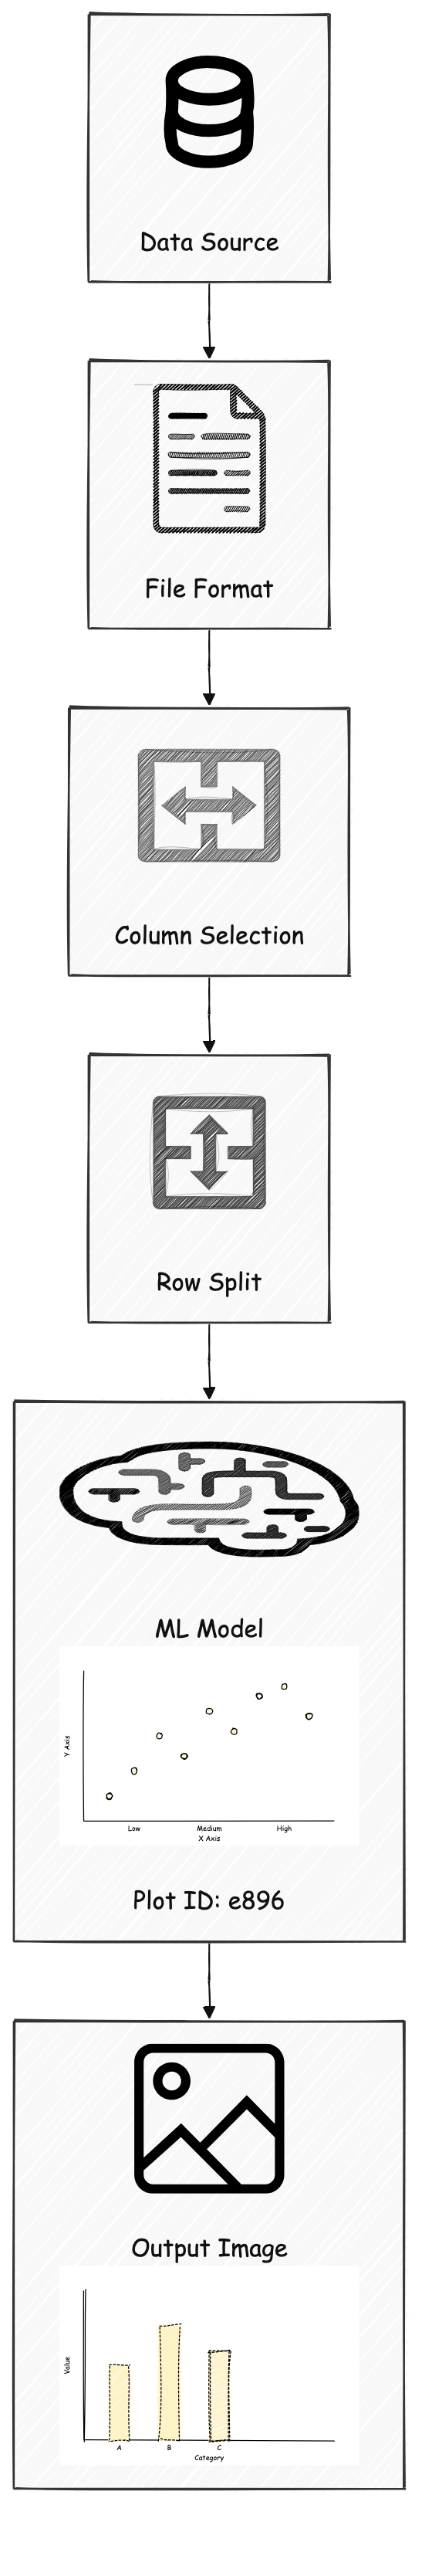 Data Source
File Format
Column Selection
Row Split
ML Model
Y Axis
Low Medium High
X Axis
Plot ID: e896
Output Image
Value
A B C
Category